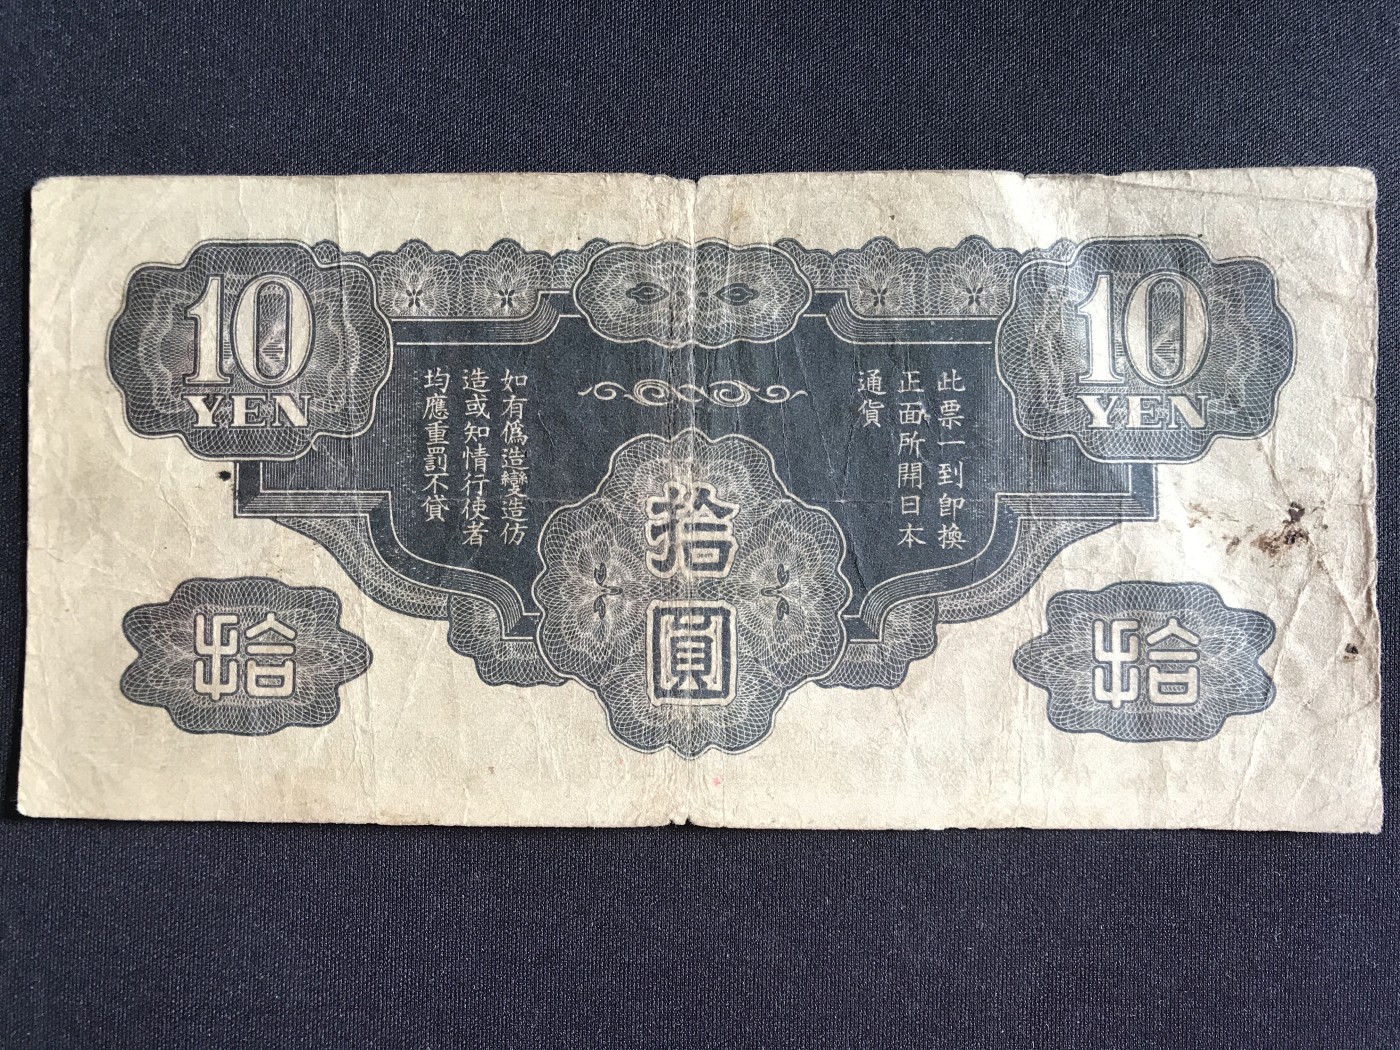 10
YEN
10
YEN
此票一到卽換
正面所開日本
通貨
如有僞造變造仿
造或知情行使者
均應重罰不貸
拾
圓
拾
拾